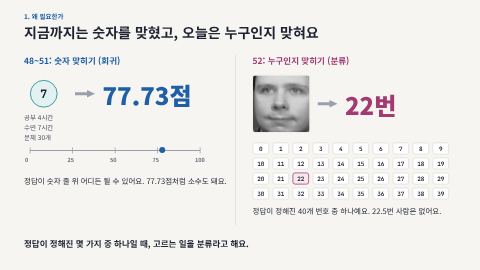 1. 왜 필요한가
지금까지는 숫자를 맞혔고, 오늘은 누구인지 맞혀요
48~51: 숫자 맞히기 (회귀)
7
77.73점
공부 4시간
수면 7시간
문제 30개
0 25 50 75 100
정답이 숫자 줄 위 어디든 될 수 있어요. 77.73점처럼 소수도 돼요.
52: 누구인지 맞히기 (분류)
22번
0 1 2 3 4 5 6 7 8 9
10 11 12 13 14 15 16 17 18 19
20 21 22 23 24 25 26 27 28 29
30 31 32 33 34 35 36 37 38 39
정답이 정해진 40개 번호 중 하나예요. 22.5번 사람은 없어요.
정답이 정해진 몇 가지 중 하나일 때, 고르는 일을 분류라고 해요.